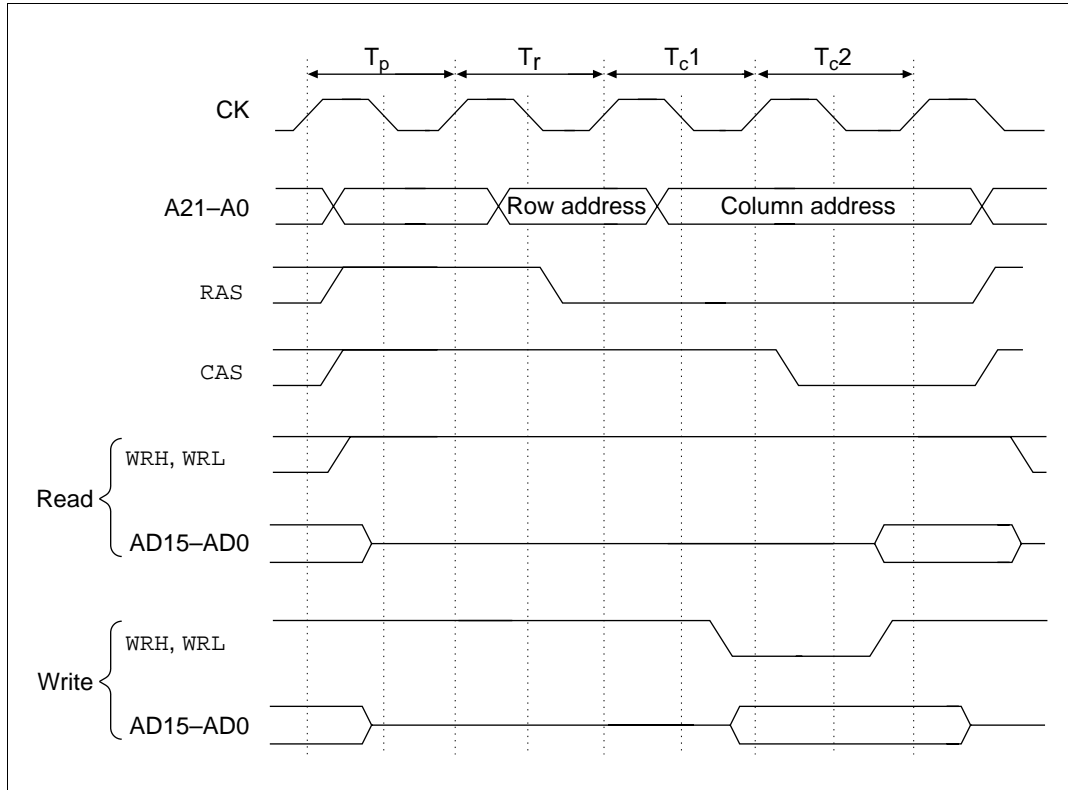 Tp Tr Tc1 Tc2
CK
A21–A0 Row address Column address
RAS
CAS
WRH, WRL
Read
AD15–AD0
WRH, WRL
Write
AD15–AD0